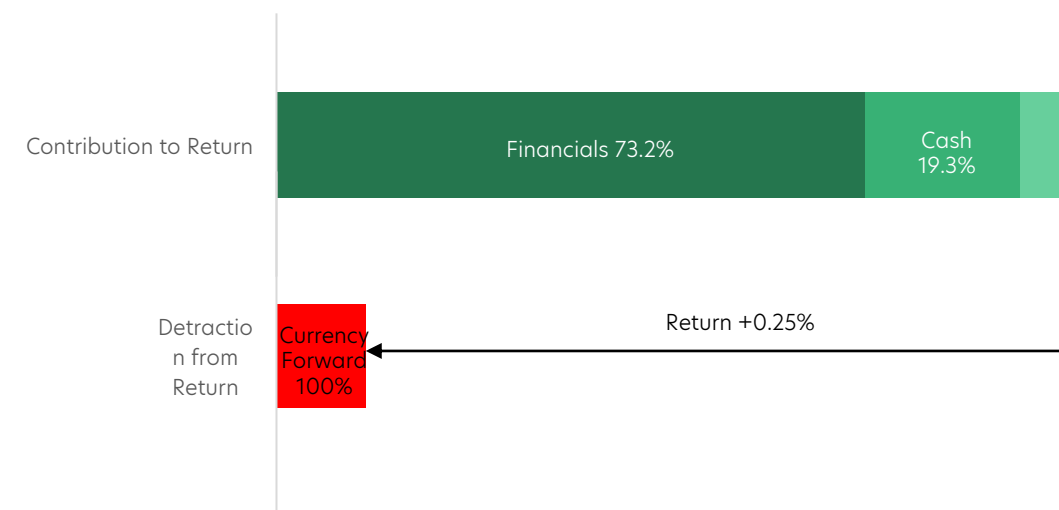 Contribution to Return
Financials 73.2%
Cash
19.3%
Detractio
n from
Return
Currency
Forward
100%
Return +0.25%